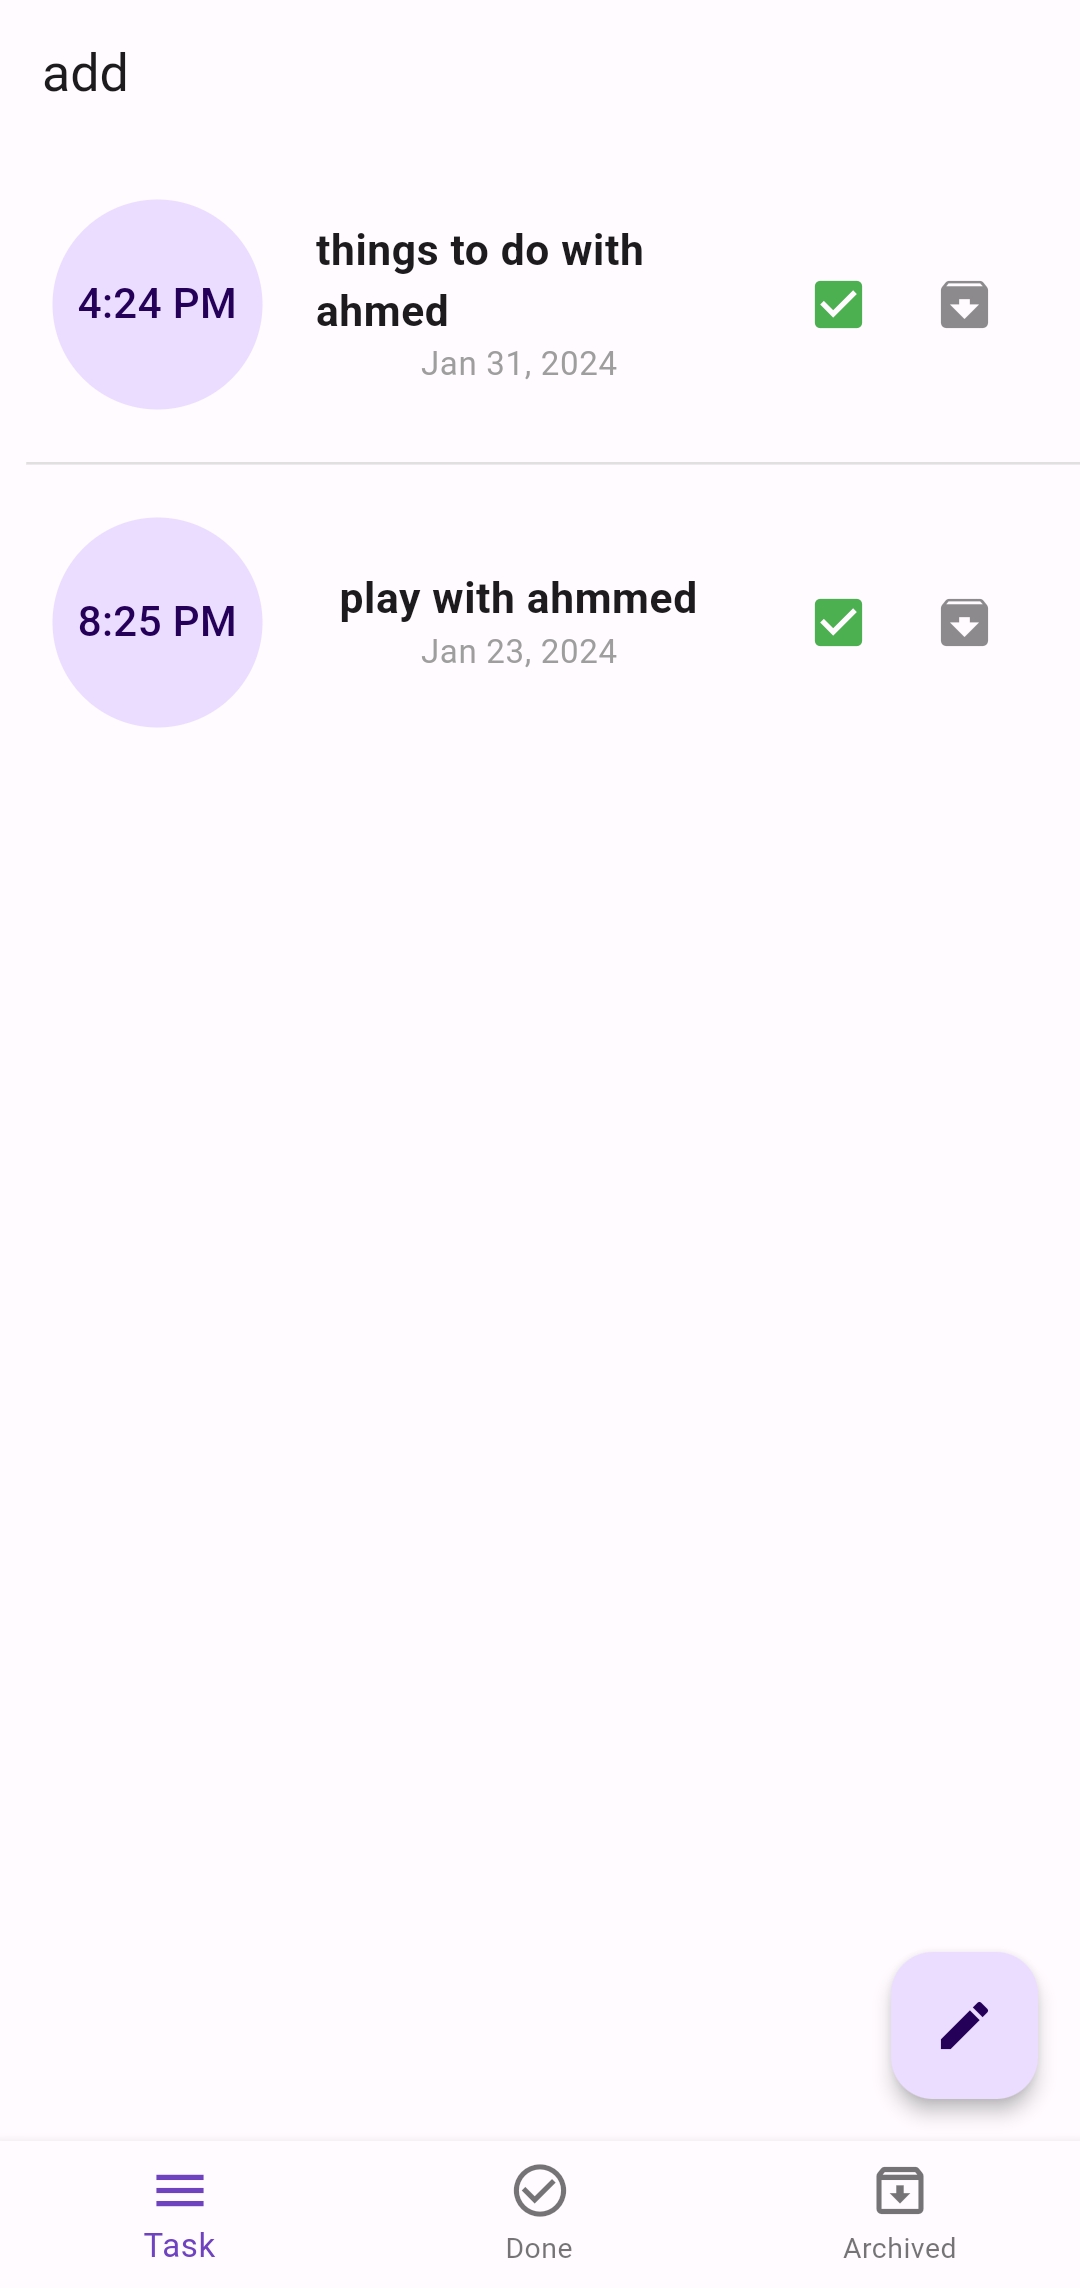 add
4:24 PM
things to do with
ahmed
Jan 31, 2024
8:25 PM
play with ahmmed
Jan 23, 2024
Task
Done
Archived